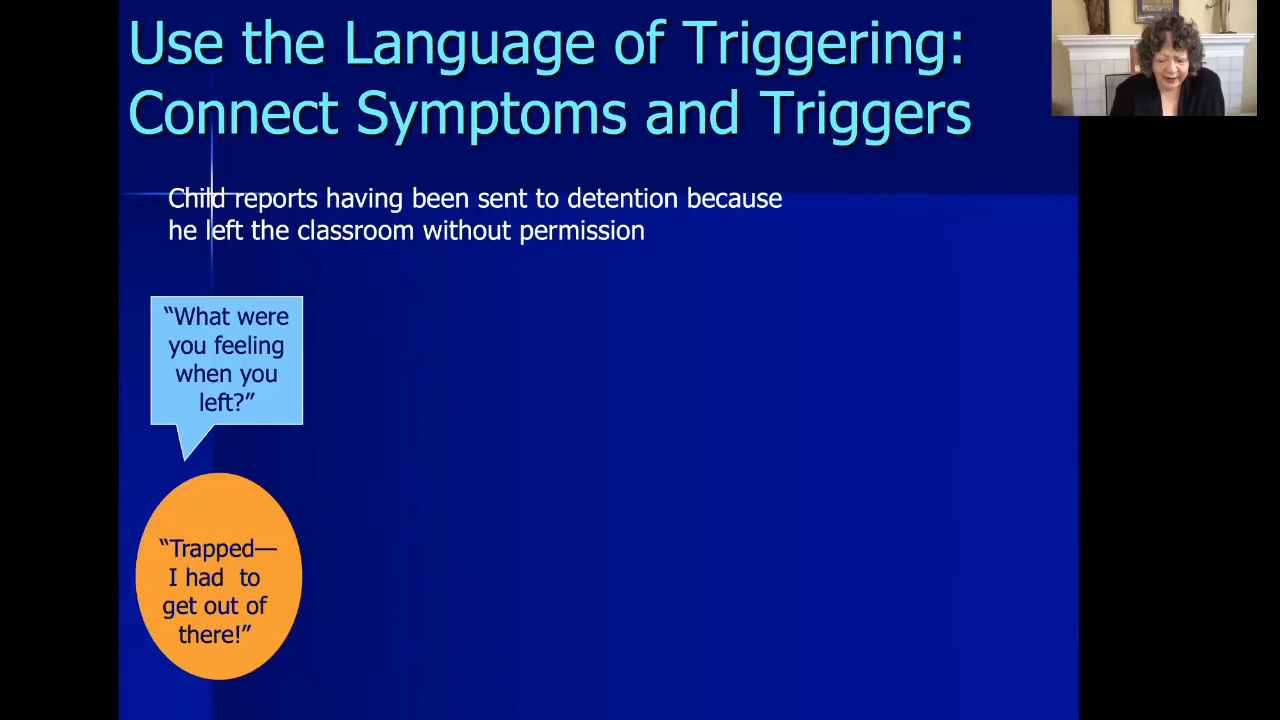 Use the Language of Triggering:
Connect Symptoms and Triggers
Child reports having been sent to detention because
he left the classroom without permission
“What were
you feeling
when you
left?”
“Trapped—
I had to
get out of
there!”